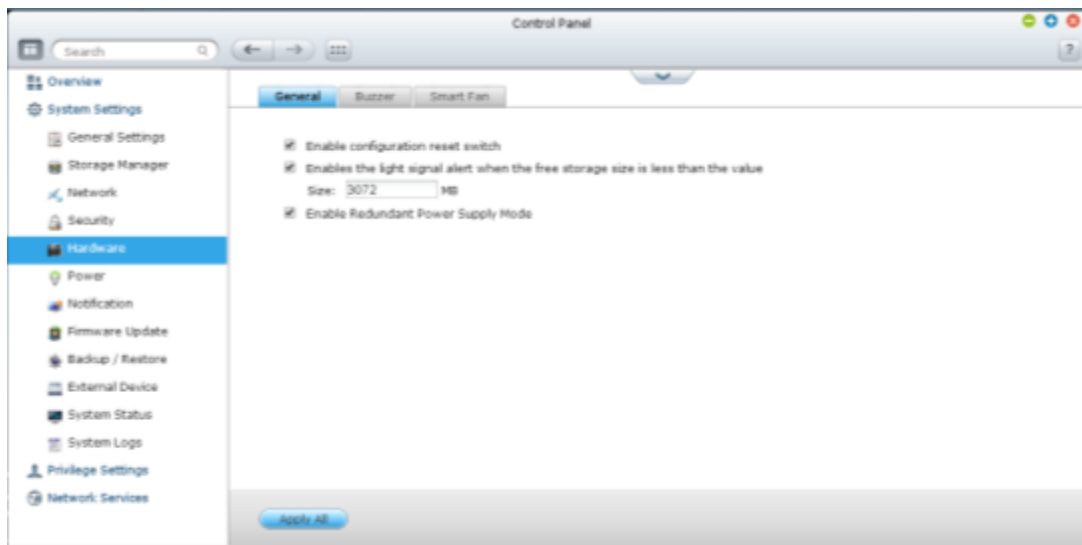 Control Panel
Search
?
Overview
System Settings
General Settings
Storage Manager
Network
Security
Hardware
Power
Notification
Firmware Update
Backup / Restore
External Device
System Status
System Logs
Privilege Settings
Network Services
General Buzzer Smart Fan
Enable configuration reset switch
Enables the light signal alert when the free storage size is less than the value
Size: 3072 MB
Enable Redundant Power Supply Mode
Apply All